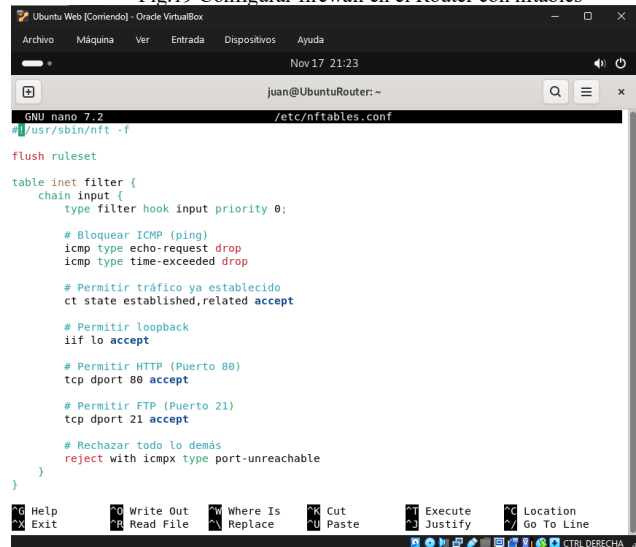 Fig.19 Configurar firewall en el Router con nftables
Ubuntu Web [Corriendo] - Oracle VirtualBox
Archivo Máquina Ver Entrada Dispositivos Ayuda
Nov 17 21:23
juan@UbuntuRouter: ~
GNU nano 7.2 /etc/nftables.conf
#!/usr/sbin/nft -f
flush ruleset
table inet filter {
chain input {
type filter hook input priority 0;
# Bloquear ICMP (ping)
icmp type echo-request drop
icmp type time-exceeded drop
# Permitir tráfico ya establecido
ct state established,related accept
# Permitir loopback
iif lo accept
# Permitir HTTP (Puerto 80)
tcp dport 80 accept
# Permitir FTP (Puerto 21)
tcp dport 21 accept
# Rechazar todo lo demás
reject with icmpx type port-unreachable
}
}
^G Help ^O Write Out ^W Where Is ^K Cut ^T Execute ^C Location
^X Exit ^R Read File ^\ Replace ^U Paste ^J Justify ^/ Go To Line
CTRL DERECHA